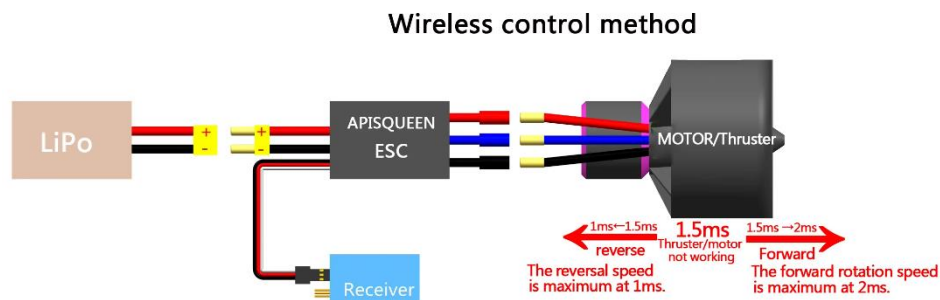 Wireless control method
LiPo
+
-
+
-
APISQUEEN
ESC
MOTOR/Thruster
Receiver
1ms←1.5ms
reverse
The reversal speed
is maximum at 1ms.
1.5ms
Thruster/motor
not working
1.5ms →2ms
Forward
The forward rotation speed
is maximum at 2ms.